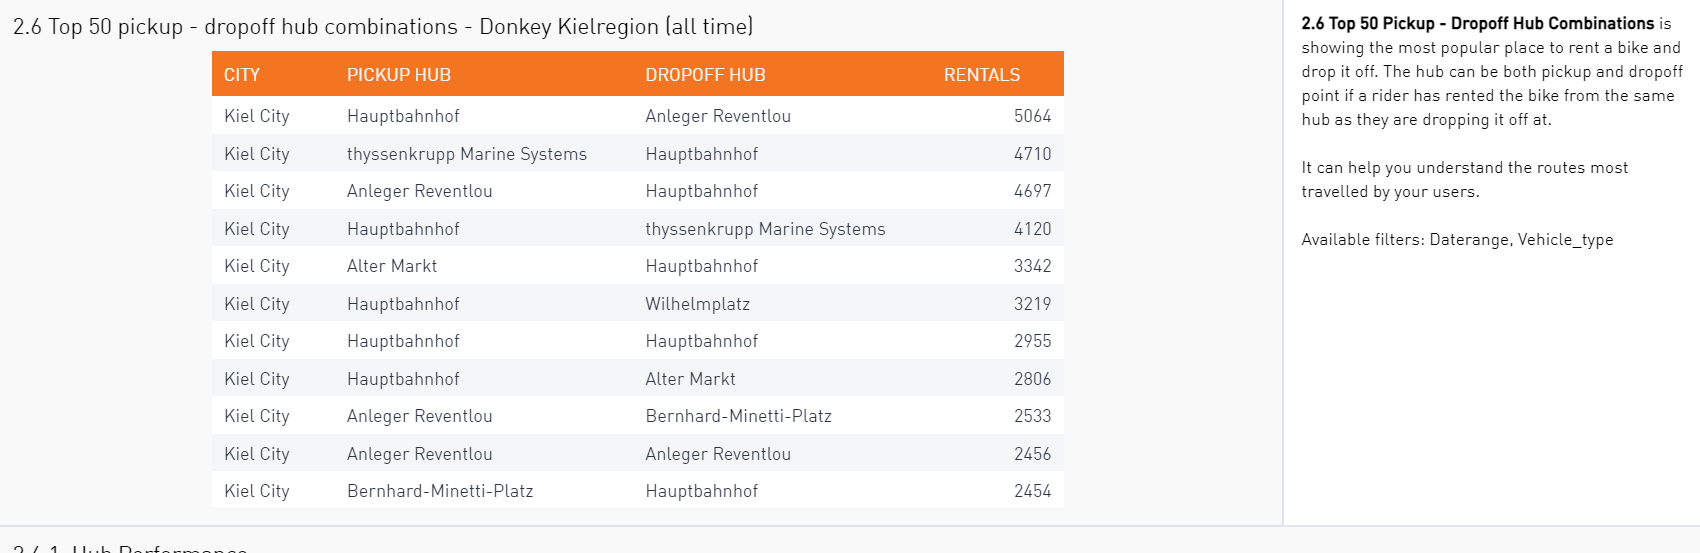 2.6 Top 50 pickup - dropoff hub combinations - Donkey Kielregion (all time)
CITY PICKUP HUB DROPOFF HUB RENTALS
Kiel City Hauptbahnhof Anleger Reventlou 5064
Kiel City thyssenkrupp Marine Systems Hauptbahnhof 4710
Kiel City Anleger Reventlou Hauptbahnhof 4697
Kiel City Hauptbahnhof thyssenkrupp Marine Systems 4120
Kiel City Alter Markt Hauptbahnhof 3342
Kiel City Hauptbahnhof Wilhelmplatz 3219
Kiel City Hauptbahnhof Hauptbahnhof 2955
Kiel City Hauptbahnhof Alter Markt 2806
Kiel City Anleger Reventlou Bernhard-Minetti-Platz 2533
Kiel City Anleger Reventlou Anleger Reventlou 2456
Kiel City Bernhard-Minetti-Platz Hauptbahnhof 2454
2.6 Top 50 Pickup - Dropoff Hub Combinations is
showing the most popular place to rent a bike and
drop it off. The hub can be both pickup and dropoff
point if a rider has rented the bike from the same
hub as they are dropping it off at.
It can help you understand the routes most
travelled by your users.
Available filters: Daterange, Vehicle_type
2.6.1 Hub Performance